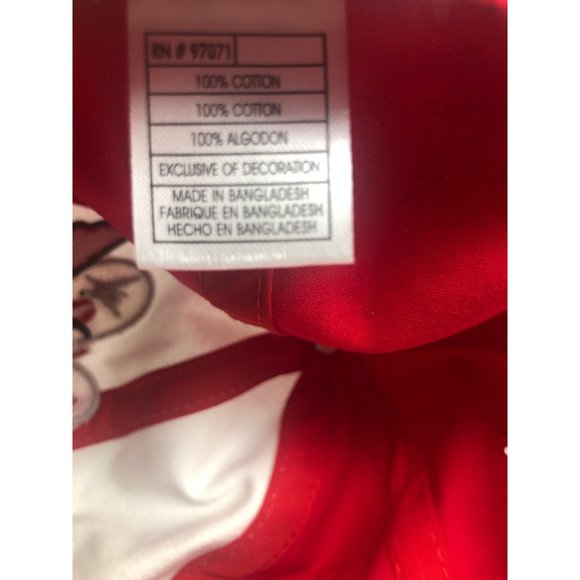 RN # 97071
100% COTTON
100% COTTON
100% ALGODON
EXCLUSIVE OF DECORATION
MADE IN BANGLADESH
FABRIQUE EN BANGLADESH
HECHO EN BANGLADESH